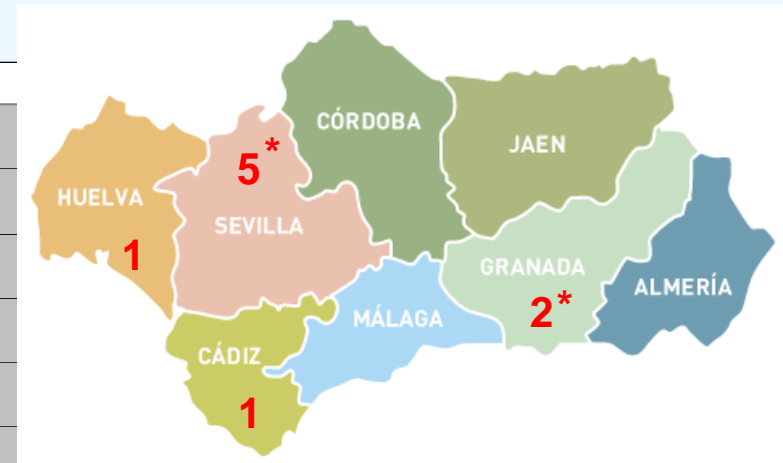 CÓRDOBA
JAEN
5*
HUELVA
SEVILLA
1
GRANADA
ALMERÍA
2*
MÁLAGA
CÁDIZ
1